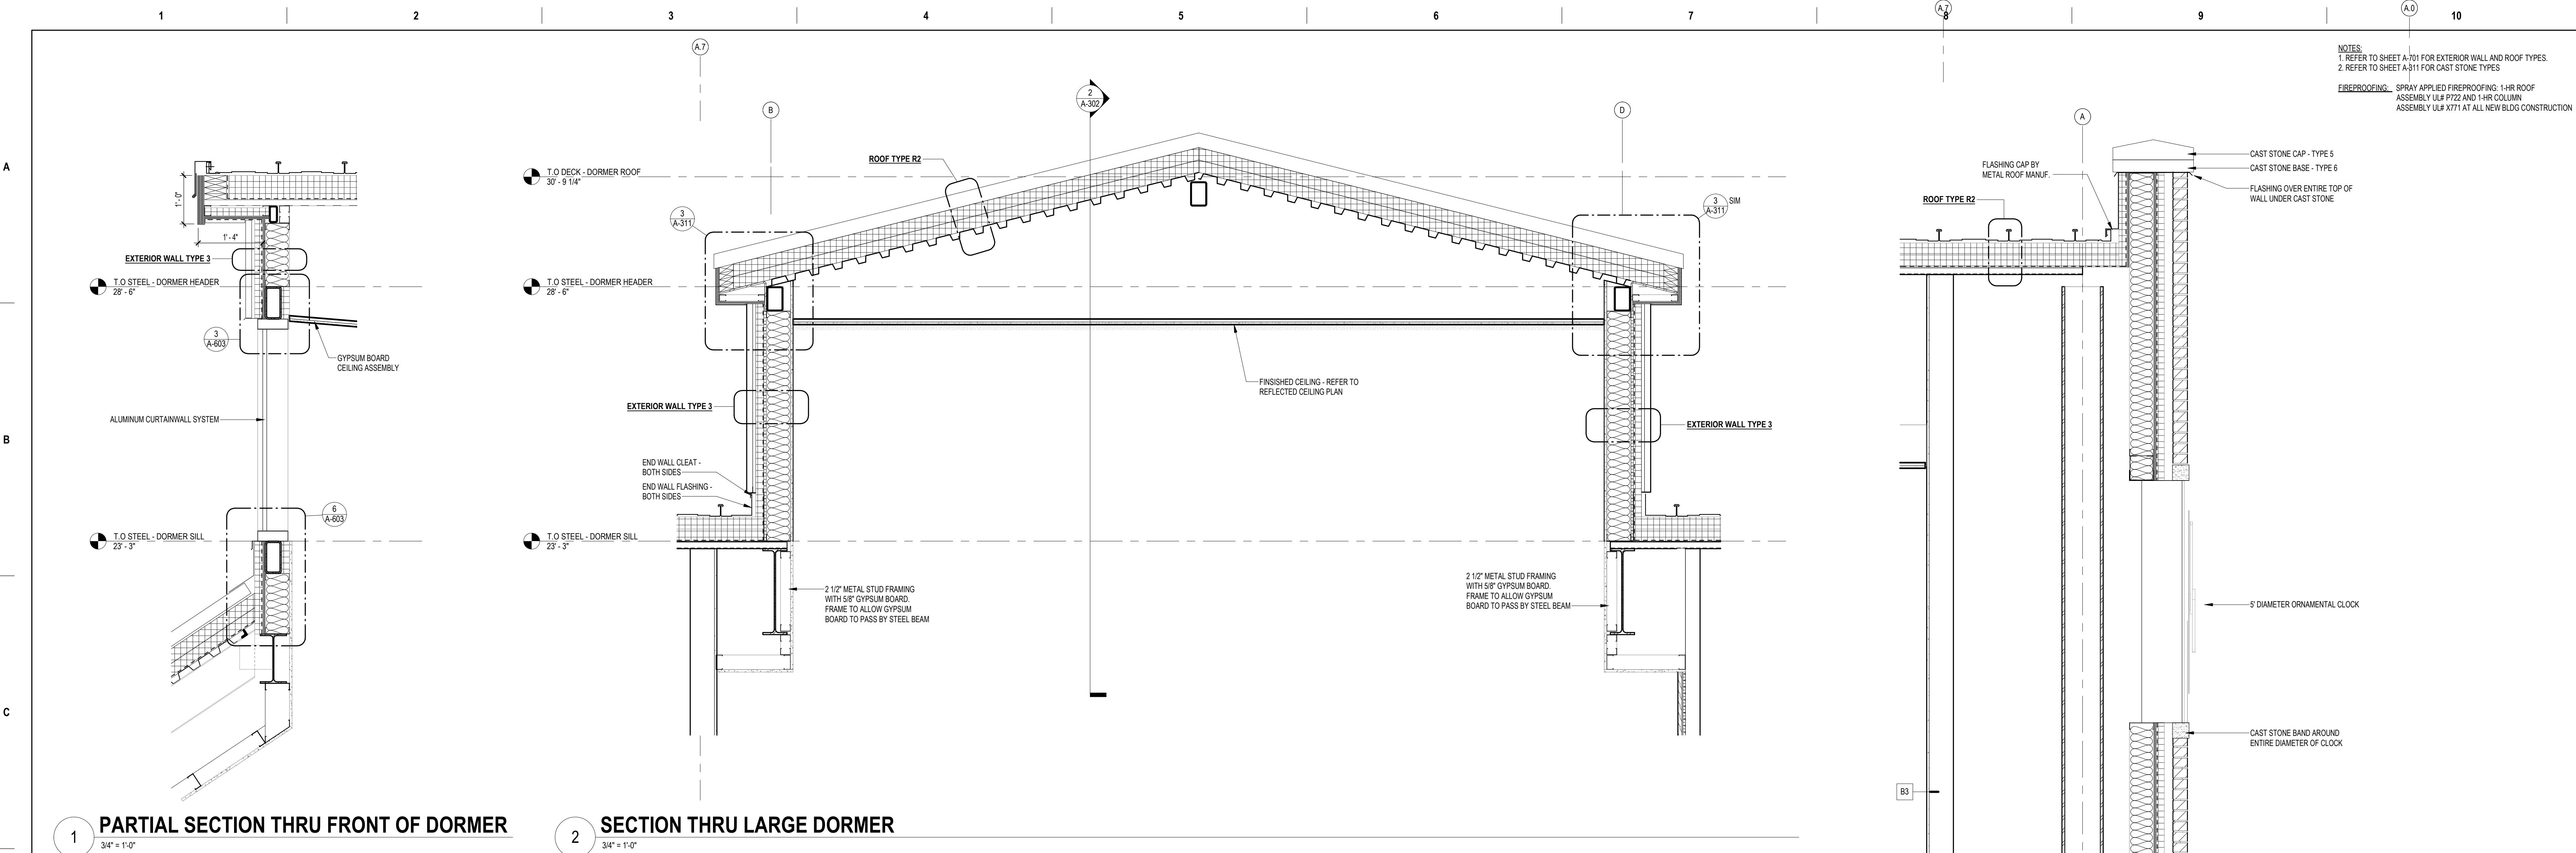 1 2 3 4 5 6 7 8 9 10
A
B
C
A.7
A.0
NOTES:
1. REFER TO SHEET A-701 FOR EXTERIOR WALL AND ROOF TYPES.
2. REFER TO SHEET A-311 FOR CAST STONE TYPES
FIREPROOFING: SPRAY APPLIED FIREPROOFING: 1-HR ROOF
ASSEMBLY UL# P722 AND 1-HR COLUMN
ASSEMBLY UL# X771 AT ALL NEW BLDG CONSTRUCTION
1' - 0"
1' - 4"
EXTERIOR WALL TYPE 3
T.O STEEL - DORMER HEADER
28' - 6"
3
A-603
GYPSUM BOARD
CEILING ASSEMBLY
ALUMINUM CURTAINWALL SYSTEM
6
A-603
T.O STEEL - DORMER SILL
23' - 3"
1
PARTIAL SECTION THRU FRONT OF DORMER
3/4" = 1'-0"
A.7
B
2
A-302
D
T.O DECK - DORMER ROOF
30' - 9 1/4"
ROOF TYPE R2
3
A-311
3
A-311
SIM
T.O STEEL - DORMER HEADER
28' - 6"
FINSISHED CEILING - REFER TO
REFLECTED CEILING PLAN
EXTERIOR WALL TYPE 3
EXTERIOR WALL TYPE 3
END WALL CLEAT -
BOTH SIDES
END WALL FLASHING -
BOTH SIDES
T.O STEEL - DORMER SILL
23' - 3"
2 1/2" METAL STUD FRAMING
WITH 5/8" GYPSUM BOARD.
FRAME TO ALLOW GYPSUM
BOARD TO PASS BY STEEL BEAM
2 1/2" METAL STUD FRAMING
WITH 5/8" GYPSUM BOARD.
FRAME TO ALLOW GYPSUM
BOARD TO PASS BY STEEL BEAM
2
SECTION THRU LARGE DORMER
3/4" = 1'-0"
A
FLASHING CAP BY
METAL ROOF MANUF.
ROOF TYPE R2
CAST STONE CAP - TYPE 5
CAST STONE BASE - TYPE 6
FLASHING OVER ENTIRE TOP OF
WALL UNDER CAST STONE
5' DIAMETER ORNAMENTAL CLOCK
CAST STONE BAND AROUND
ENTIRE DIAMETER OF CLOCK
B3